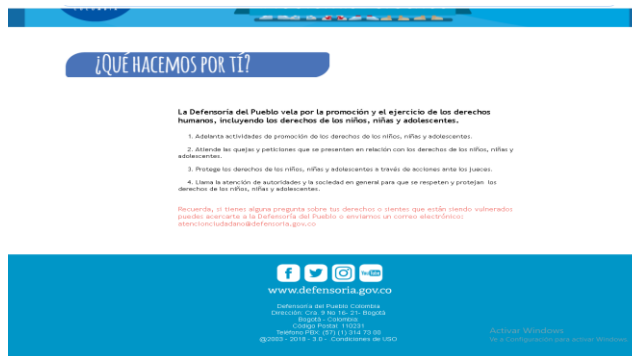 ¿QUÉ HACEMOS POR TÍ?
La Defensoría del Pueblo vela por la promoción y el ejercicio de los derechos
humanos, incluyendo los derechos de los niños, niñas y adolescentes.
1. Adelanta actividades de promoción de los derechos de los niños, niñas y adolescentes.
2. Atiende las quejas y peticiones que se presenten en relación con los derechos de los niños, niñas y
adolescentes.
3. Protege los derechos de los niños, niñas y adolescentes a través de acciones ante los jueces.
4. Llama la atención de autoridades y la sociedad en general para que se respeten y protejan los
derechos de los niños, niñas y adolescentes.
Recuerda, si tienes alguna pregunta sobre tus derechos o sientes que están siendo vulnerados
puedes acercarte a la Defensoría del Pueblo o enviarnos un correo electrónico:
atencionciudadano@defensoria.gov.co
www.defensoria.gov.co
Defensoría del Pueblo Colombia
Dirección: Cra. 9 No 16- 21- Bogotá
Bogotá - Colombia
Código Postal: 110231
Teléfono PBX: (57) (1) 314 73 00
@2003 - 2018 - 3.0 - Condiciones de USO
Activar Windows
Ve a Configuración para activar Windows.